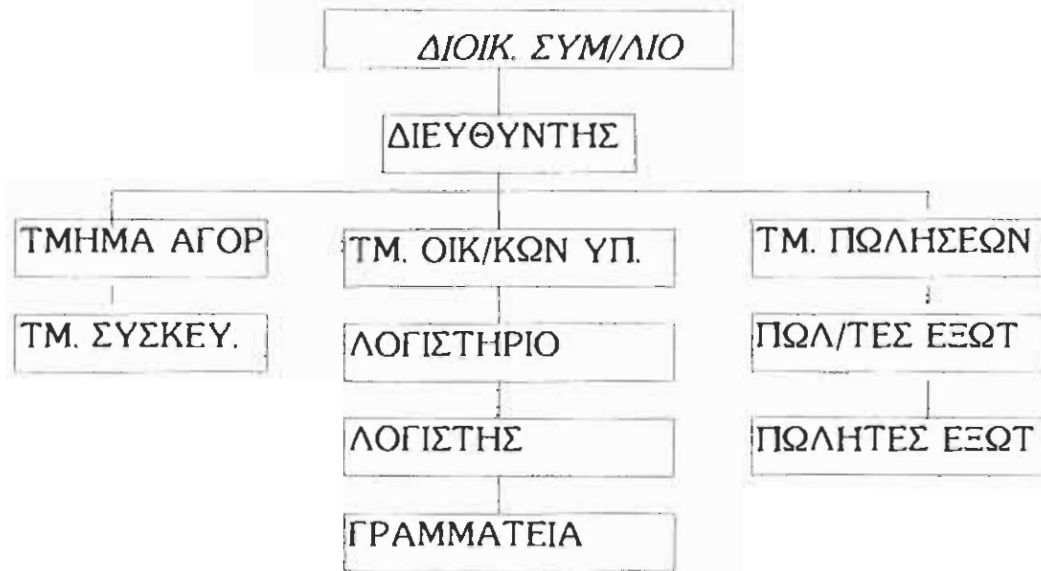 ΔΙΟΙΚ. ΣΥΜ/ΛΙΟ
ΔΙΕΥΘΥΝΤΗΣ
ΤΜΗΜΑ ΑΓΟΡ
ΤΜ. ΟΙΚ/ΚΩΝ ΥΠ.
ΤΜ. ΠΩΛΗΣΕΩΝ
ΤΜ. ΣΥΣΚΕΥ.
ΛΟΓΙΣΤΗΡΙΟ
ΠΩΛ/ΤΕΣ ΕΞΩΤ
ΛΟΓΙΣΤΗΣ
ΠΩΛΗΤΕΣ ΕΞΩΤ
ΓΡΑΜΜΑΤΕΙΑ